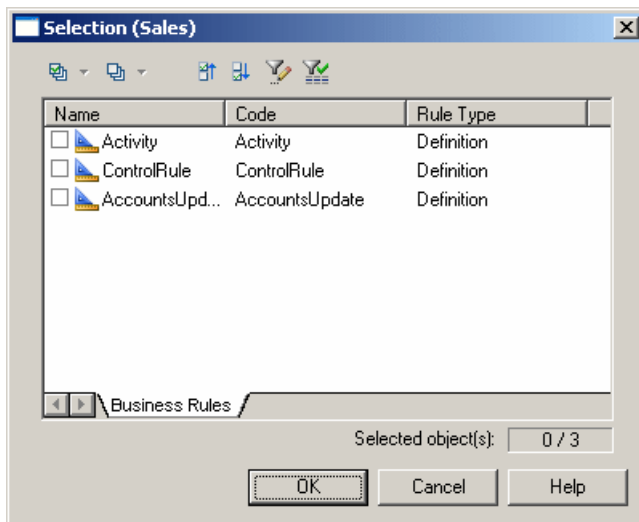 Selection (Sales)
Name Code Rule Type
Activity Activity Definition
ControlRule ControlRule Definition
AccountsUpd... AccountsUpdate Definition
Business Rules
Selected object(s): 0 / 3
OK Cancel Help